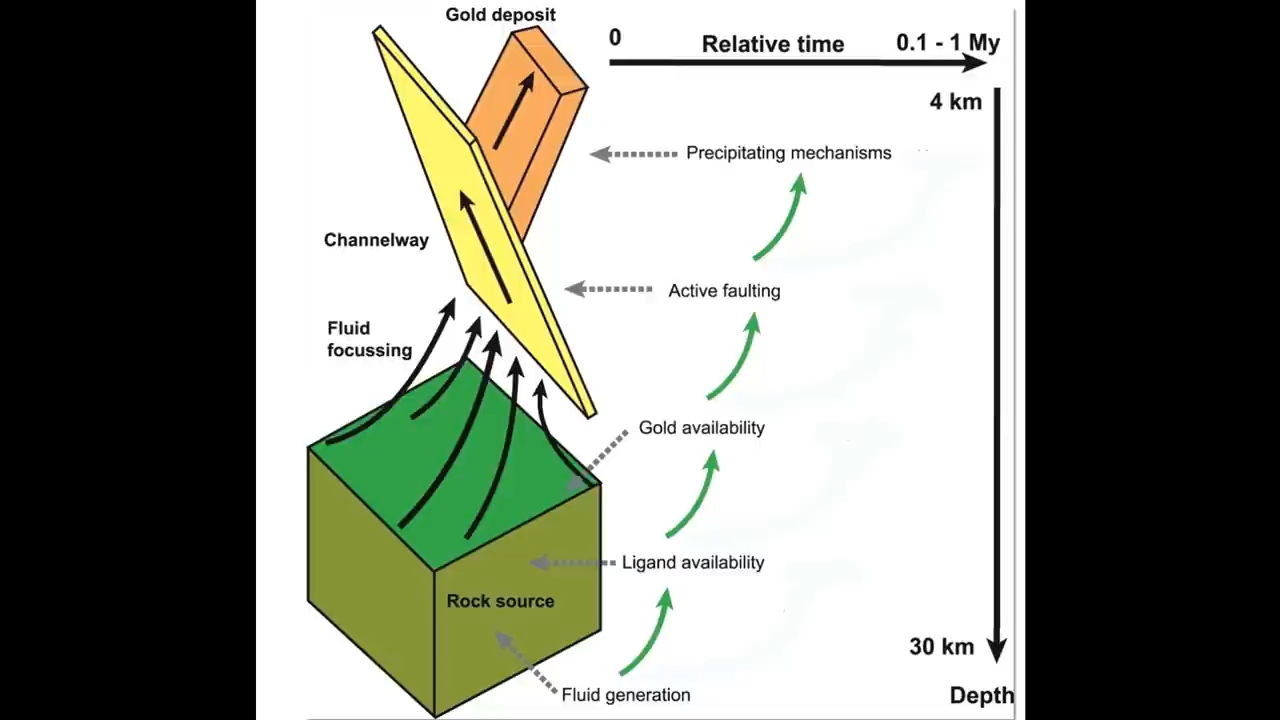 Gold deposit
0
Relative time
0.1 - 1 My
4 km
Precipitating mechanisms
Channelway
Active faulting
Fluid
focussing
Gold availability
Ligand availability
Rock source
30 km
Fluid generation
Depth